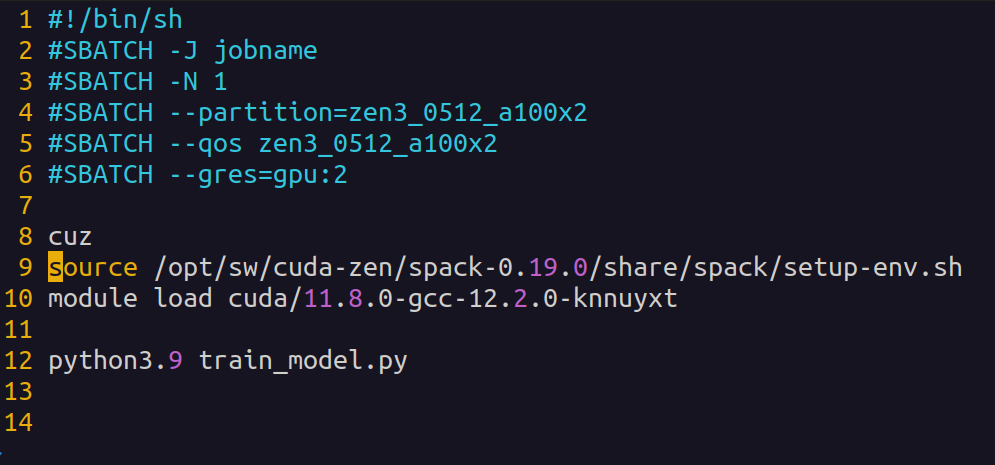 1 #!/bin/sh
2 #SBATCH -J jobname
3 #SBATCH -N 1
4 #SBATCH --partition=zen3_0512_a100x2
5 #SBATCH --qos zen3_0512_a100x2
6 #SBATCH --gres=gpu:2
7
8 cuz
9 source /opt/sw/cuda-zen/spack-0.19.0/share/spack/setup-env.sh
10 module load cuda/11.8.0-gcc-12.2.0-knnuyxt
11
12 python3.9 train_model.py
13
14